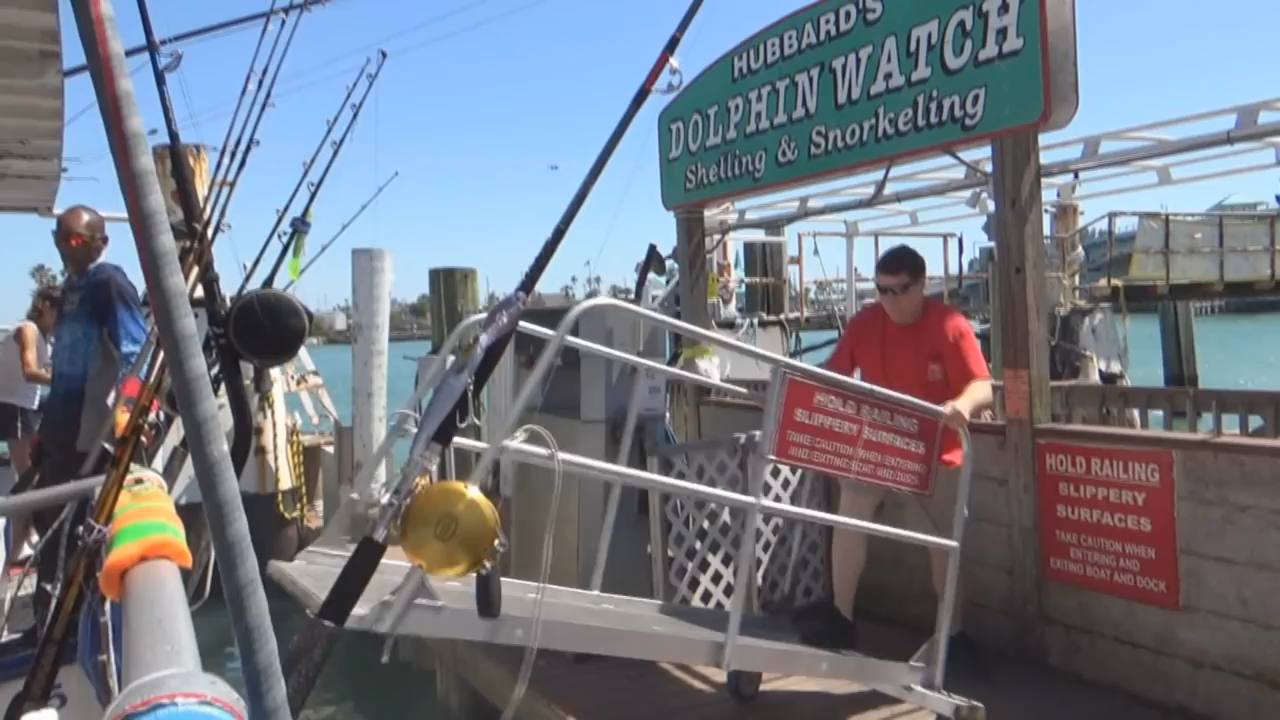 HUBBARD'S
DOLPHIN WATCH
Shelling & Snorkeling
HOLD RAILING
SLIPPERY SURFACES
TAKE CAUTION WHEN ENTERING
AND EXITING BOAT AND DOCK
HOLD RAILING
SLIPPERY
SURFACES
TAKE CAUTION WHEN
ENTERING AND
EXITING BOAT AND DOCK